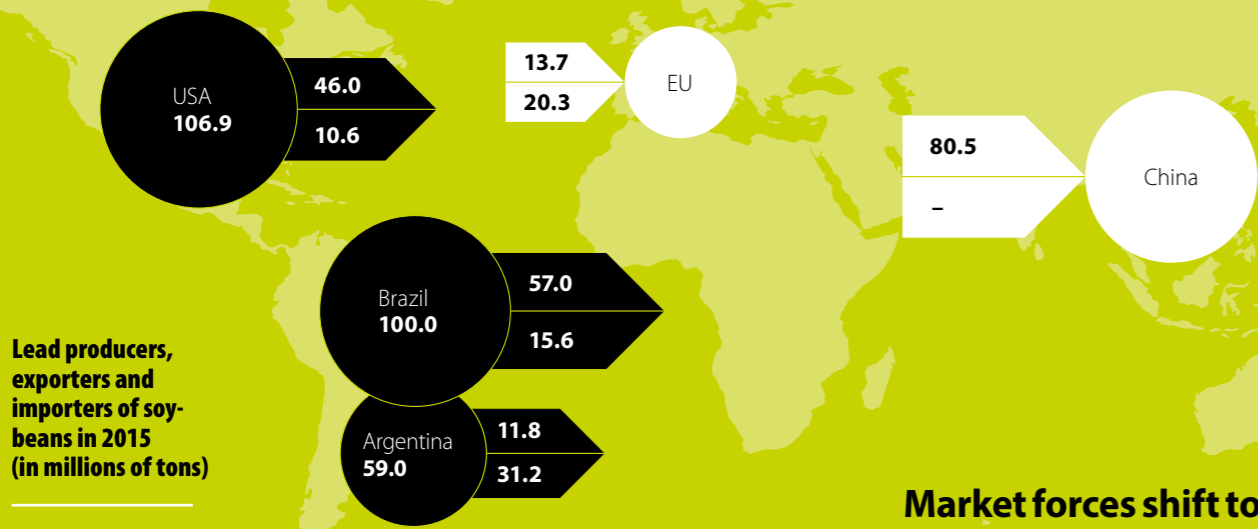 USA
106.9
46.0
10.6
13.7
20.3
EU
80.5
–
China
Brazil
100.0
57.0
15.6
Argentina
59.0
11.8
31.2
Lead producers,
exporters and
importers of soy-
beans in 2015
(in millions of tons)
Market forces shift to